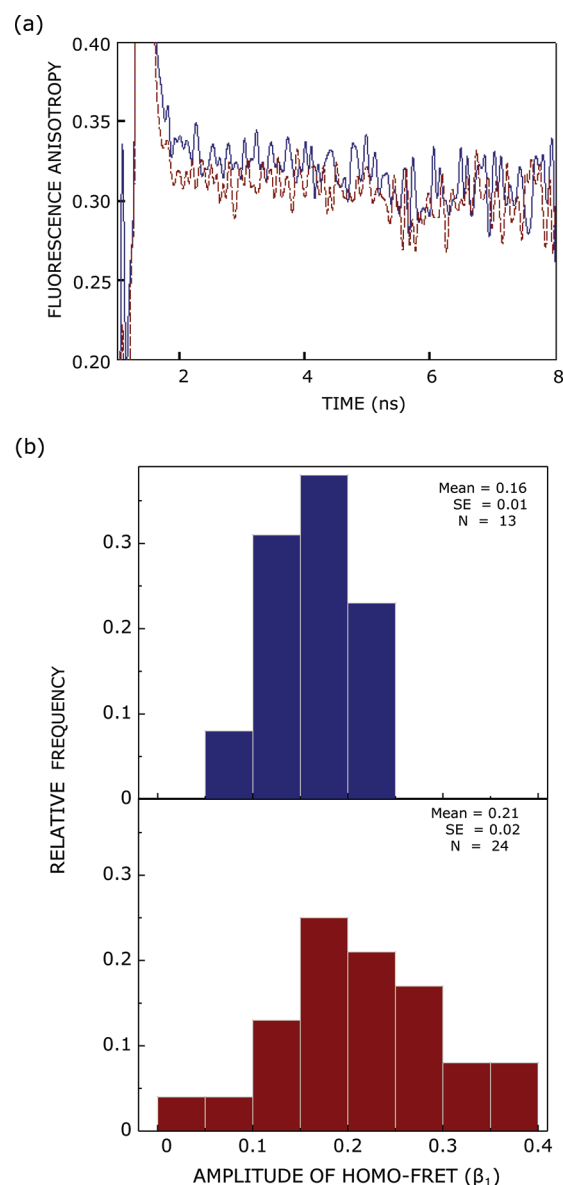 (a)
FLUORESCENCE ANISOTROPY
0.40
0.35
0.30
0.25
0.20
2 4 6 8
TIME (ns)
(b)
RELATIVE FREQUENCY
Mean = 0.16
SE = 0.01
N = 13
0.3
0.2
0.1
0
Mean = 0.21
SE = 0.02
N = 24
0.3
0.2
0.1
0
0 0.1 0.2 0.3 0.4
AMPLITUDE OF HOMO-FRET (β₁)